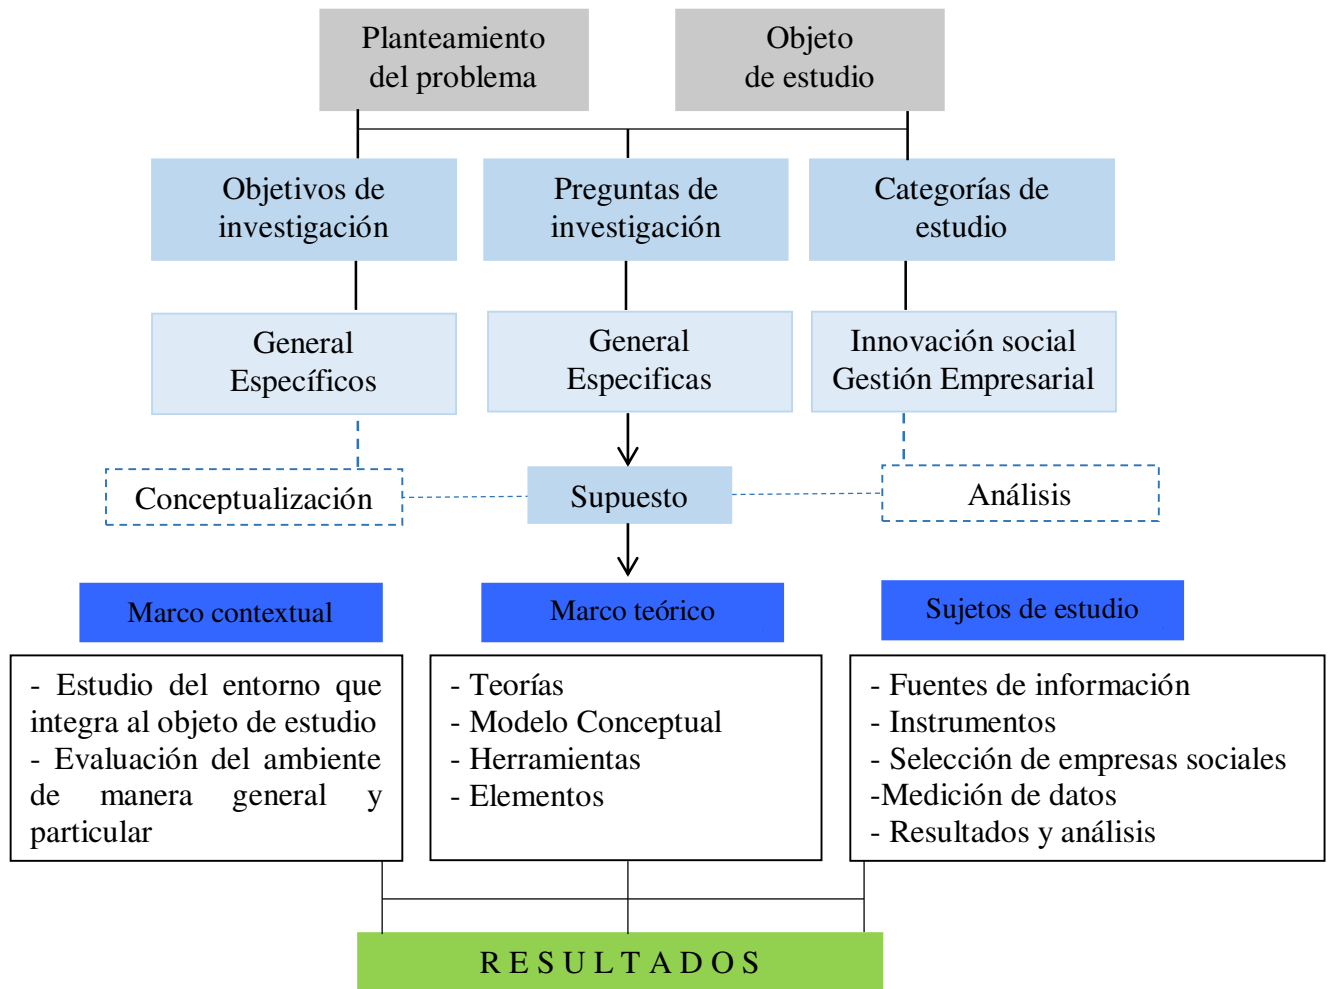 Planteamiento
del problema
Objeto
de estudio
Objetivos de
investigación
Preguntas de
investigación
Categorías de
estudio
General
Específicos
General
Especificas
Innovación social
Gestión Empresarial
Conceptualización
Supuesto
Análisis
Marco contextual
Marco teórico
Sujetos de estudio
- Estudio del entorno que
integra al objeto de estudio
- Evaluación del ambiente
de manera general y
particular
- Teorías
- Modelo Conceptual
- Herramientas
- Elementos
- Fuentes de información
- Instrumentos
- Selección de empresas sociales
-Medición de datos
- Resultados y análisis
R E S U L T A D O S